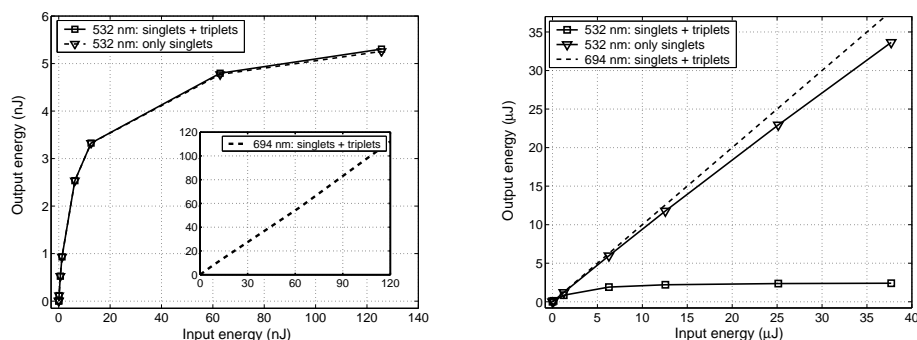 532 nm: singlets + triplets
532 nm: only singlets
Output energy (nJ)
6
5
4
3
2
1
0
694 nm: singlets + triplets
120
100
80
60
40
20
0
0 30 60 90 120
0 20 40 60 80 100 120 140
Input energy (nJ)
532 nm: singlets + triplets
532 nm: only singlets
694 nm: singlets + triplets
Output energy (μJ)
35
30
25
20
15
10
5
0
0 5 10 15 20 25 30 35 40
Input energy (μJ)